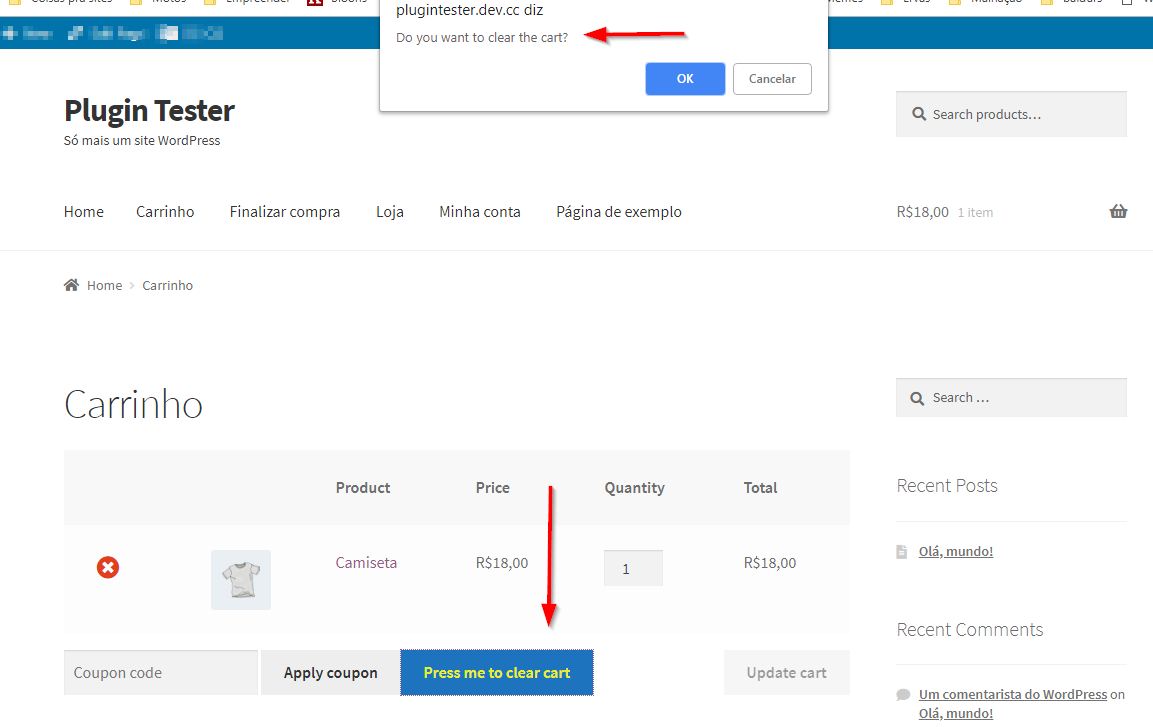 plugintester.dev.cc diz
Do you want to clear the cart?
OK
Cancelar
Plugin Tester
Só mais um site WordPress
Search products…
Home
Carrinho
Finalizar compra
Loja
Minha conta
Página de exemplo
R$18,00 1 item
Home › Carrinho
Carrinho
Search …
Product
Price
Quantity
Total
Camiseta
R$18,00
1
R$18,00
Coupon code
Apply coupon
Press me to clear cart
Update cart
Recent Posts
Olá, mundo!
Recent Comments
Um comentarista do WordPress on
Olá, mundo!